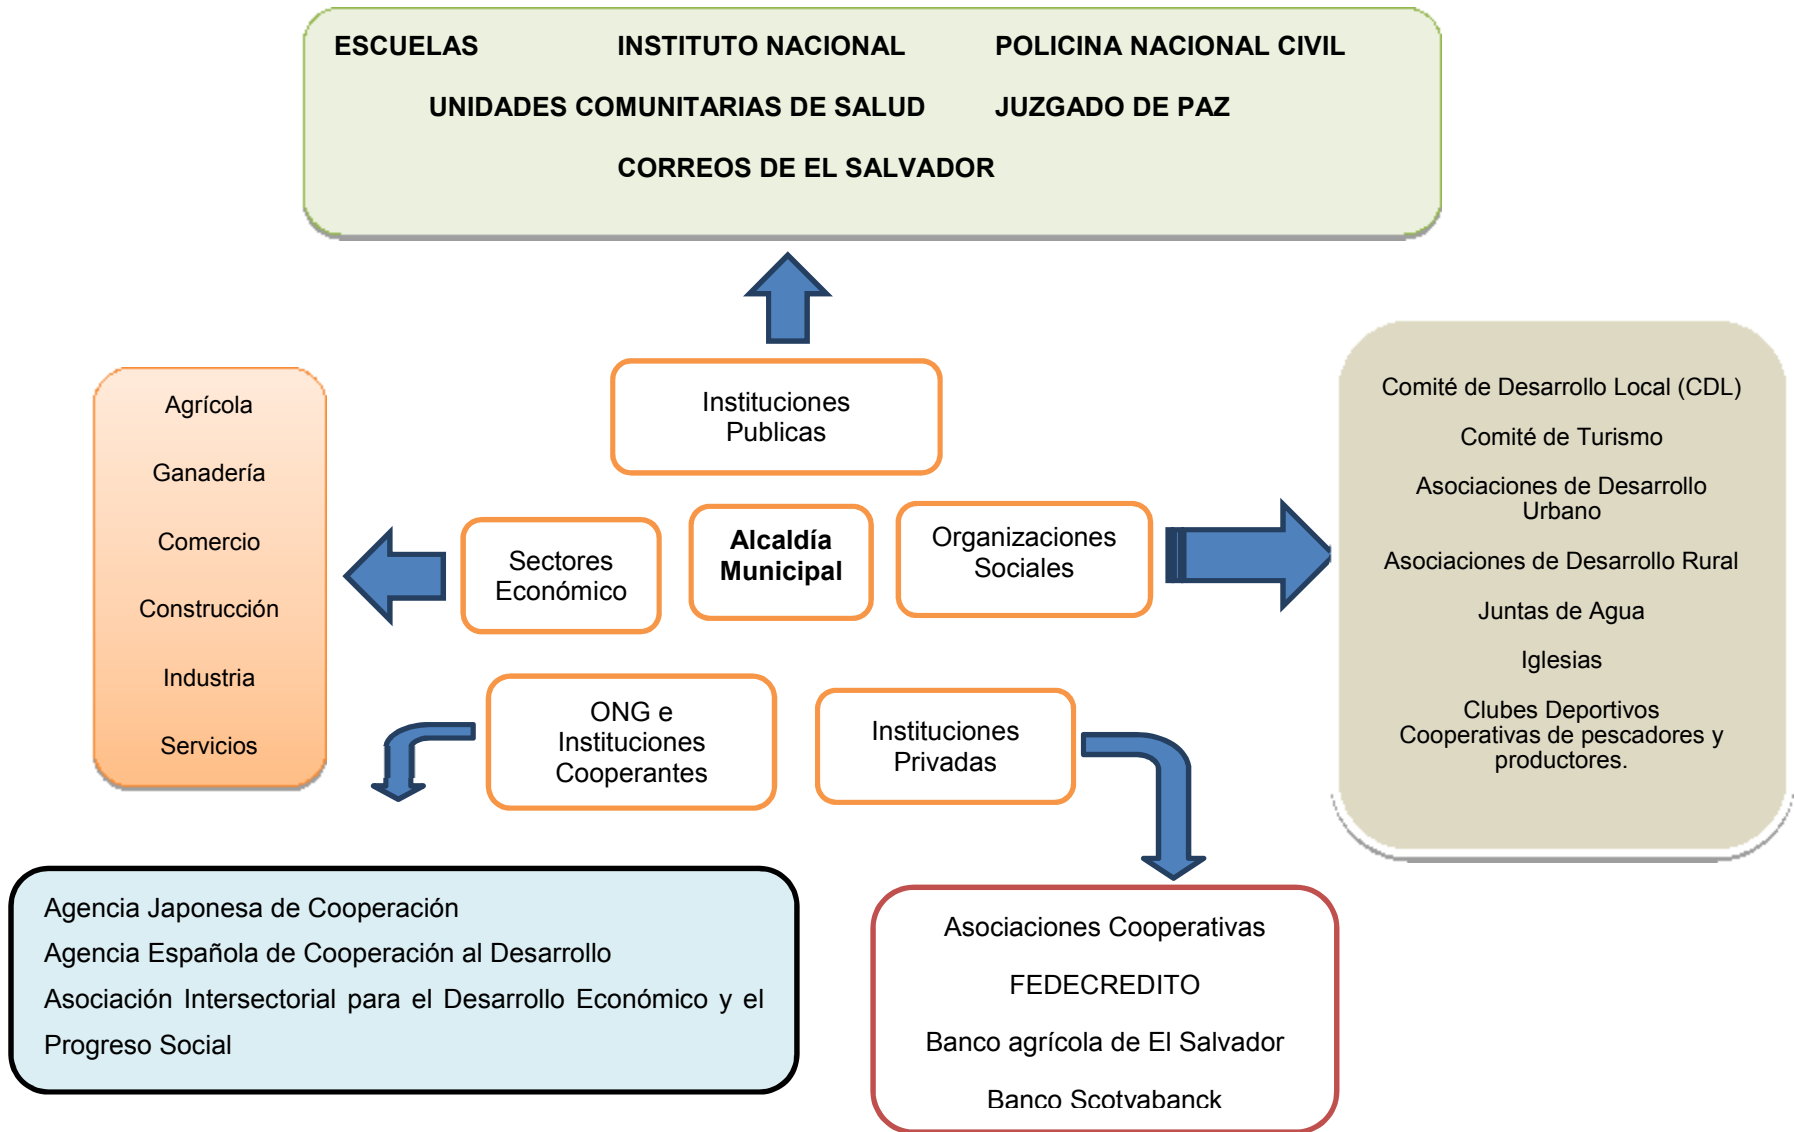 ESCUELAS INSTITUTO NACIONAL POLICINA NACIONAL CIVIL
UNIDADES COMUNITARIAS DE SALUD JUZGADO DE PAZ
CORREOS DE EL SALVADOR
Instituciones
Publicas
Agrícola
Ganadería
Comercio
Construcción
Industria
Servicios
Sectores
Económico
Alcaldía
Municipal
Organizaciones
Sociales
Comité de Desarrollo Local (CDL)
Comité de Turismo
Asociaciones de Desarrollo
Urbano
Asociaciones de Desarrollo Rural
Juntas de Agua
Iglesias
Clubes Deportivos
Cooperativas de pescadores y
productores.
ONG e
Instituciones
Cooperantes
Instituciones
Privadas
Agencia Japonesa de Cooperación
Agencia Española de Cooperación al Desarrollo
Asociación Intersectorial para el Desarrollo Económico y el
Progreso Social
Asociaciones Cooperativas
FEDECREDITO
Banco agrícola de El Salvador
Banco Scotvabanck